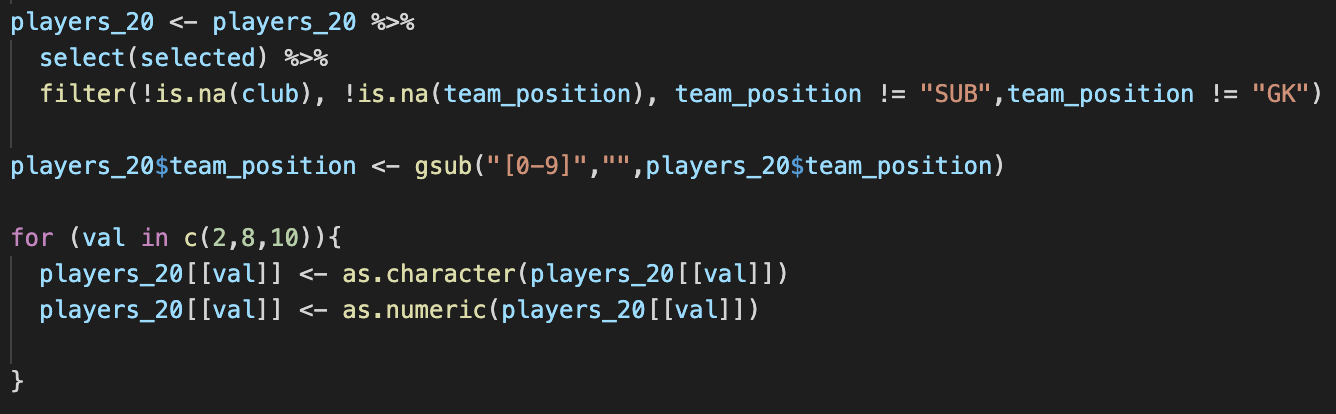 players_20 <- players_20 %>%
  select(selected) %>%
  filter(!is.na(club), !is.na(team_position), team_position != "SUB",team_position != "GK")
players_20$team_position <- gsub("[0-9]","",players_20$team_position)
for (val in c(2,8,10)){
  players_20[[val]] <- as.character(players_20[[val]])
  players_20[[val]] <- as.numeric(players_20[[val]])
}